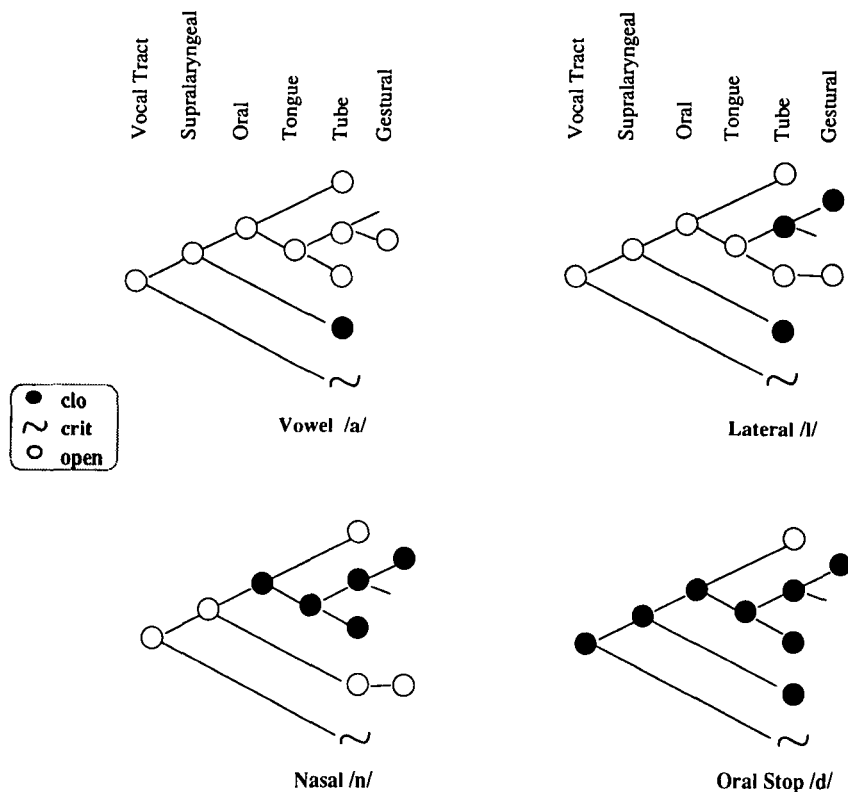 Vocal Tract
Supralaryngeal
Oral
Tongue
Tube
Gestural
Vocal Tract
Supralaryngeal
Oral
Tongue
Tube
Gestural
Vowel /a/
Lateral /l/
clo
crit
open
Nasal /n/
Oral Stop /d/